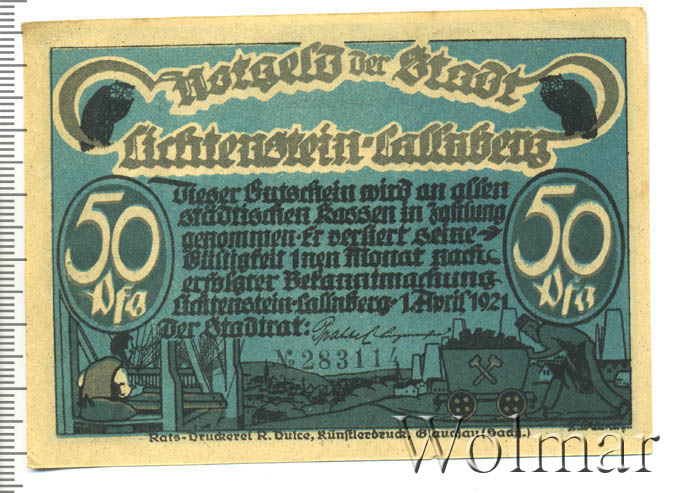 Notgeld der Stadt
Lichtenstein-Callnberg
50
Pfg
50
Pfg
Dieser Gutschein wird an allen
städtischen Kassen in Zahlung
genommen · er verliert seine
Gültigkeit 1nen Monat nach
erfolgter Bekanntmachung
Lichtenstein-Callnberg · 1. April 1921
Der Stadtrat:
No 283114
Rats-Druckerei R. Dulce, Künstlerdruck, Glauchau (Sachs.)
Wolmar